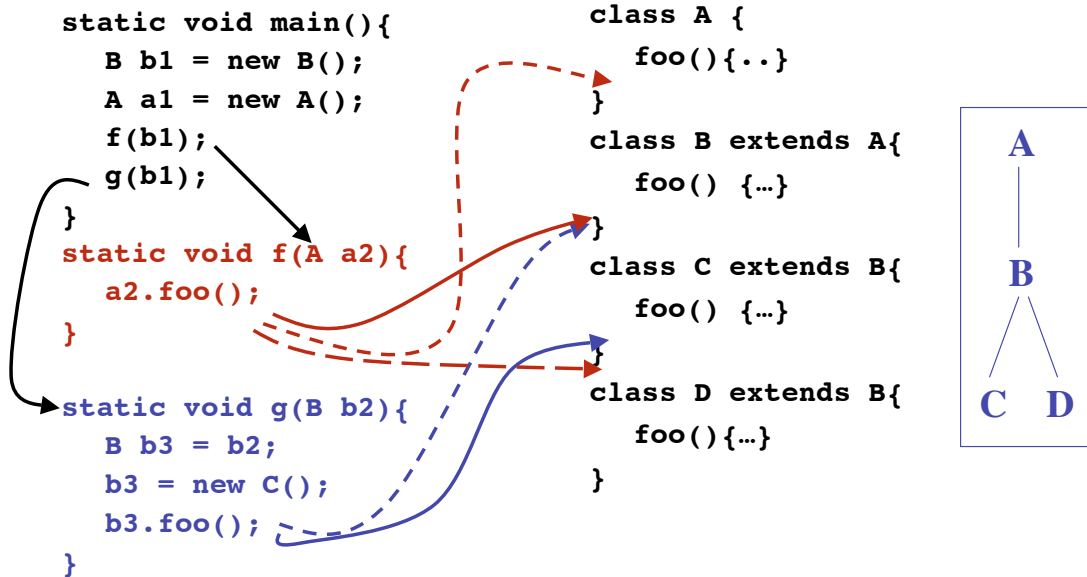 static void main(){
B b1 = new B();
A a1 = new A();
f(b1);
g(b1);
}
static void f(A a2){
a2.foo();
}
static void g(B b2){
B b3 = b2;
b3 = new C();
b3.foo();
}
class A {
foo(){..}
}
class B extends A{
foo() {…}
}
class C extends B{
foo() {…}
}
class D extends B{
foo(){…}
}
A
B
C D